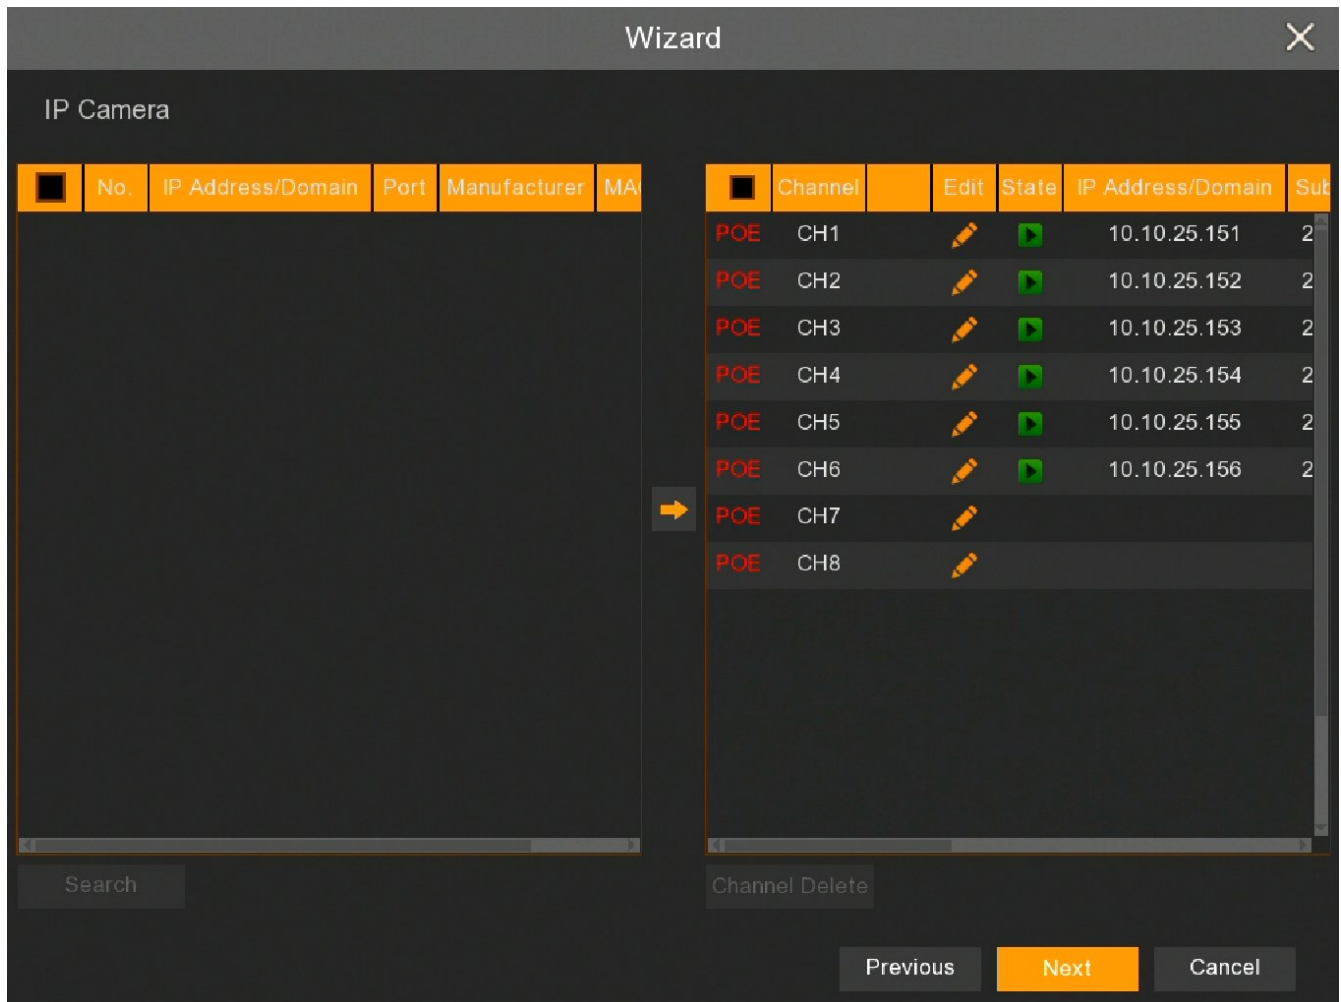 Wizard
IP Camera
No. IP Address/Domain Port Manufacturer MA
Channel Edit State IP Address/Domain Sub
POE CH1 10.10.25.151 2
POE CH2 10.10.25.152 2
POE CH3 10.10.25.153 2
POE CH4 10.10.25.154 2
POE CH5 10.10.25.155 2
POE CH6 10.10.25.156 2
POE CH7
POE CH8
Search
Channel Delete
Previous Next Cancel